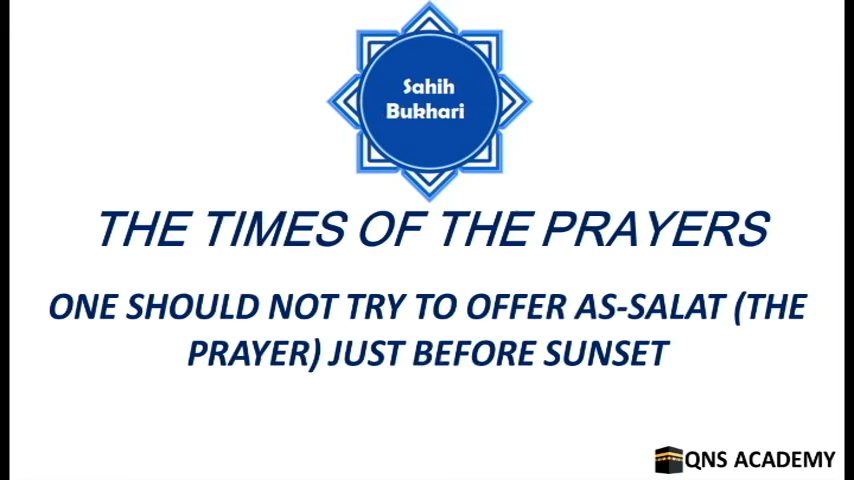 Sahih
Bukhari
THE TIMES OF THE PRAYERS
ONE SHOULD NOT TRY TO OFFER AS-SALAT (THE
PRAYER) JUST BEFORE SUNSET
QNS ACADEMY